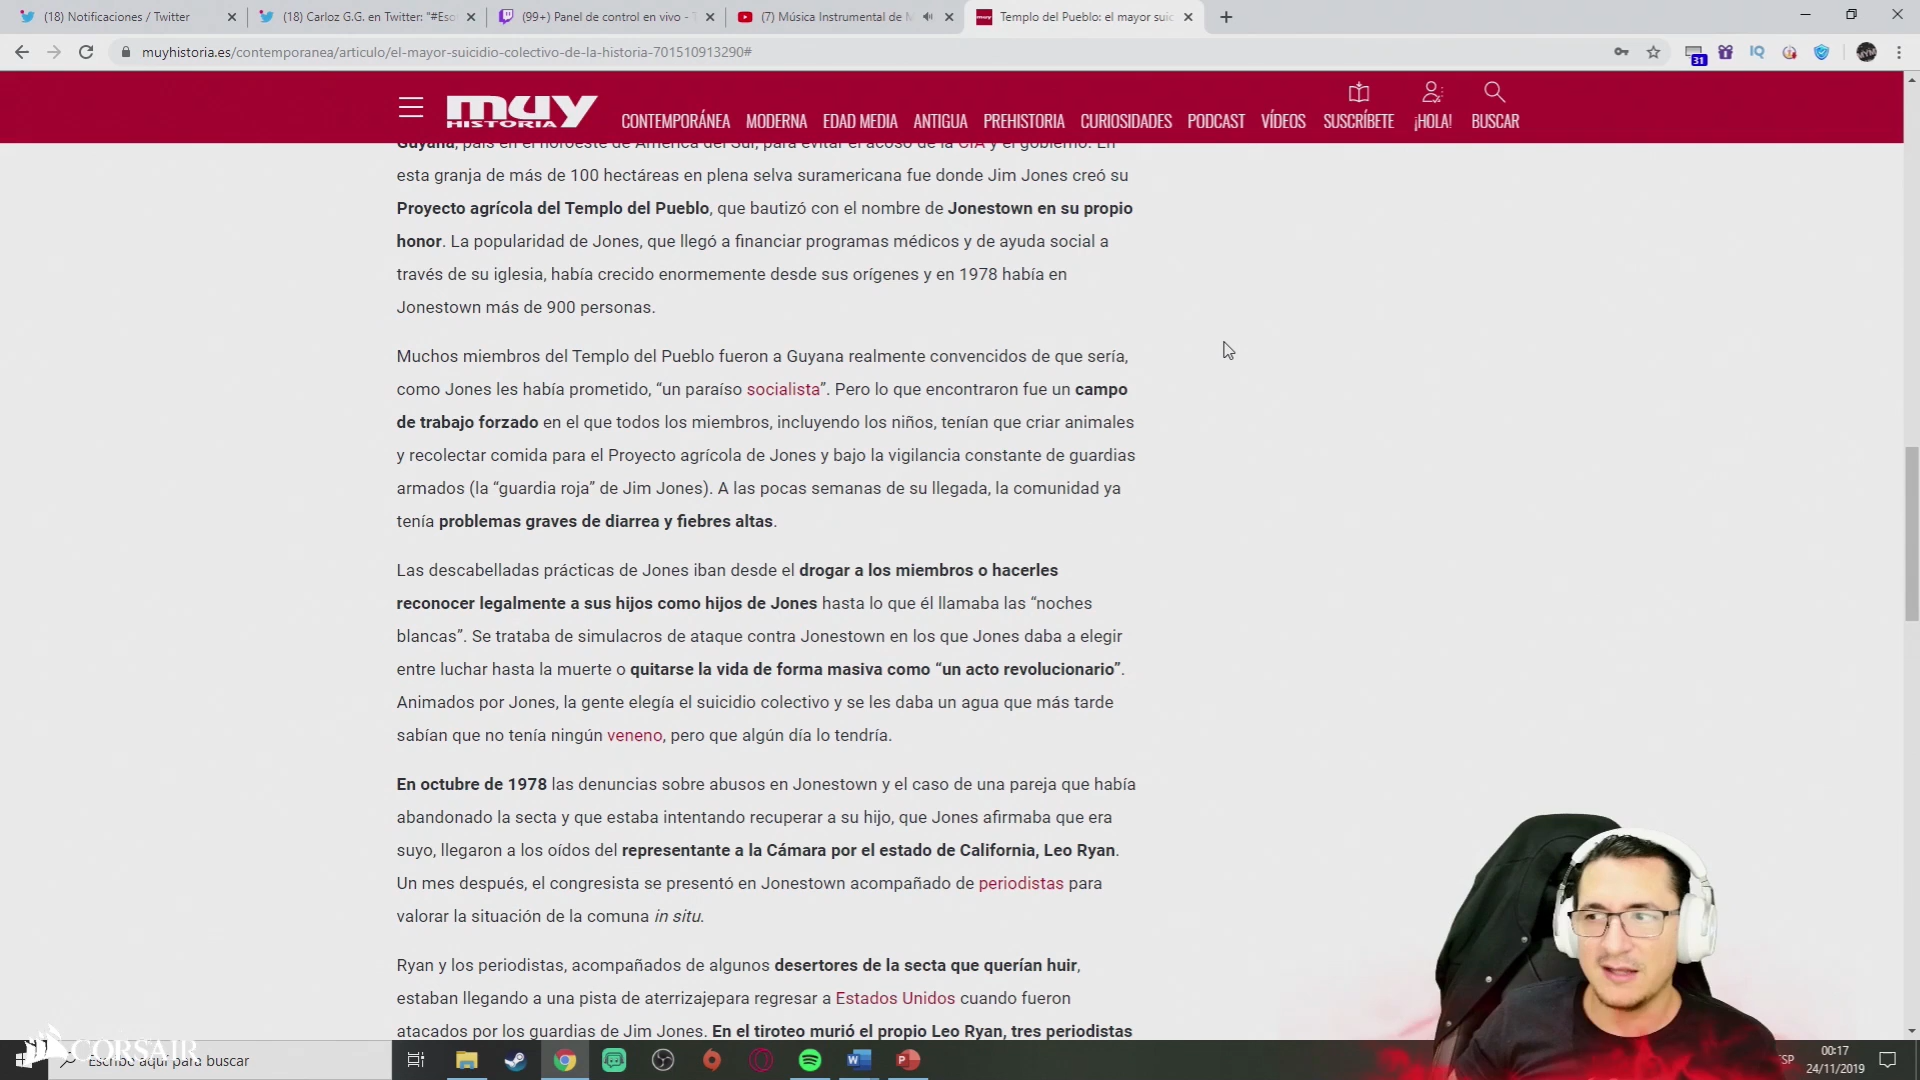 (18) Notificaciones / Twitter
(18) Carloz G.G. en Twitter: "#Eso
(99+) Panel de control en vivo - T
(7) Música Instrumental de M
Templo del Pueblo: el mayor suic
muyhistoria.es/contemporanea/articulo/el-mayor-suicidio-colectivo-de-la-historia-701510913290#
31
IQ
muy
HISTORIA
CONTEMPORÁNEA MODERNA EDAD MEDIA ANTIGUA PREHISTORIA CURIOSIDADES PODCAST VÍDEOS SUSCRÍBETE ¡HOLA! BUSCAR
Guyana, país en el noroeste de América del Sur, para evitar el acoso de la CIA y el gobierno. En
esta granja de más de 100 hectáreas en plena selva suramericana fue donde Jim Jones creó su
Proyecto agrícola del Templo del Pueblo, que bautizó con el nombre de Jonestown en su propio
honor. La popularidad de Jones, que llegó a financiar programas médicos y de ayuda social a
través de su iglesia, había crecido enormemente desde sus orígenes y en 1978 había en
Jonestown más de 900 personas.
Muchos miembros del Templo del Pueblo fueron a Guyana realmente convencidos de que sería,
como Jones les había prometido, “un paraíso socialista”. Pero lo que encontraron fue un campo
de trabajo forzado en el que todos los miembros, incluyendo los niños, tenían que criar animales
y recolectar comida para el Proyecto agrícola de Jones y bajo la vigilancia constante de guardias
armados (la “guardia roja” de Jim Jones). A las pocas semanas de su llegada, la comunidad ya
tenía problemas graves de diarrea y fiebres altas.
Las descabelladas prácticas de Jones iban desde el drogar a los miembros o hacerles
reconocer legalmente a sus hijos como hijos de Jones hasta lo que él llamaba las “noches
blancas”. Se trataba de simulacros de ataque contra Jonestown en los que Jones daba a elegir
entre luchar hasta la muerte o quitarse la vida de forma masiva como “un acto revolucionario”.
Animados por Jones, la gente elegía el suicidio colectivo y se les daba un agua que más tarde
sabían que no tenía ningún veneno, pero que algún día lo tendría.
En octubre de 1978 las denuncias sobre abusos en Jonestown y el caso de una pareja que había
abandonado la secta y que estaba intentando recuperar a su hijo, que Jones afirmaba que era
suyo, llegaron a los oídos del representante a la Cámara por el estado de California, Leo Ryan.
Un mes después, el congresista se presentó en Jonestown acompañado de periodistas para
valorar la situación de la comuna in situ.
Ryan y los periodistas, acompañados de algunos desertores de la secta que querían huir,
estaban llegando a una pista de aterrizajepara regresar a Estados Unidos cuando fueron
atacados por los guardias de Jim Jones. En el tiroteo murió el propio Leo Ryan, tres periodistas
CORSAIR
Escribe aquí para buscar
ESP
00:17
24/11/2019